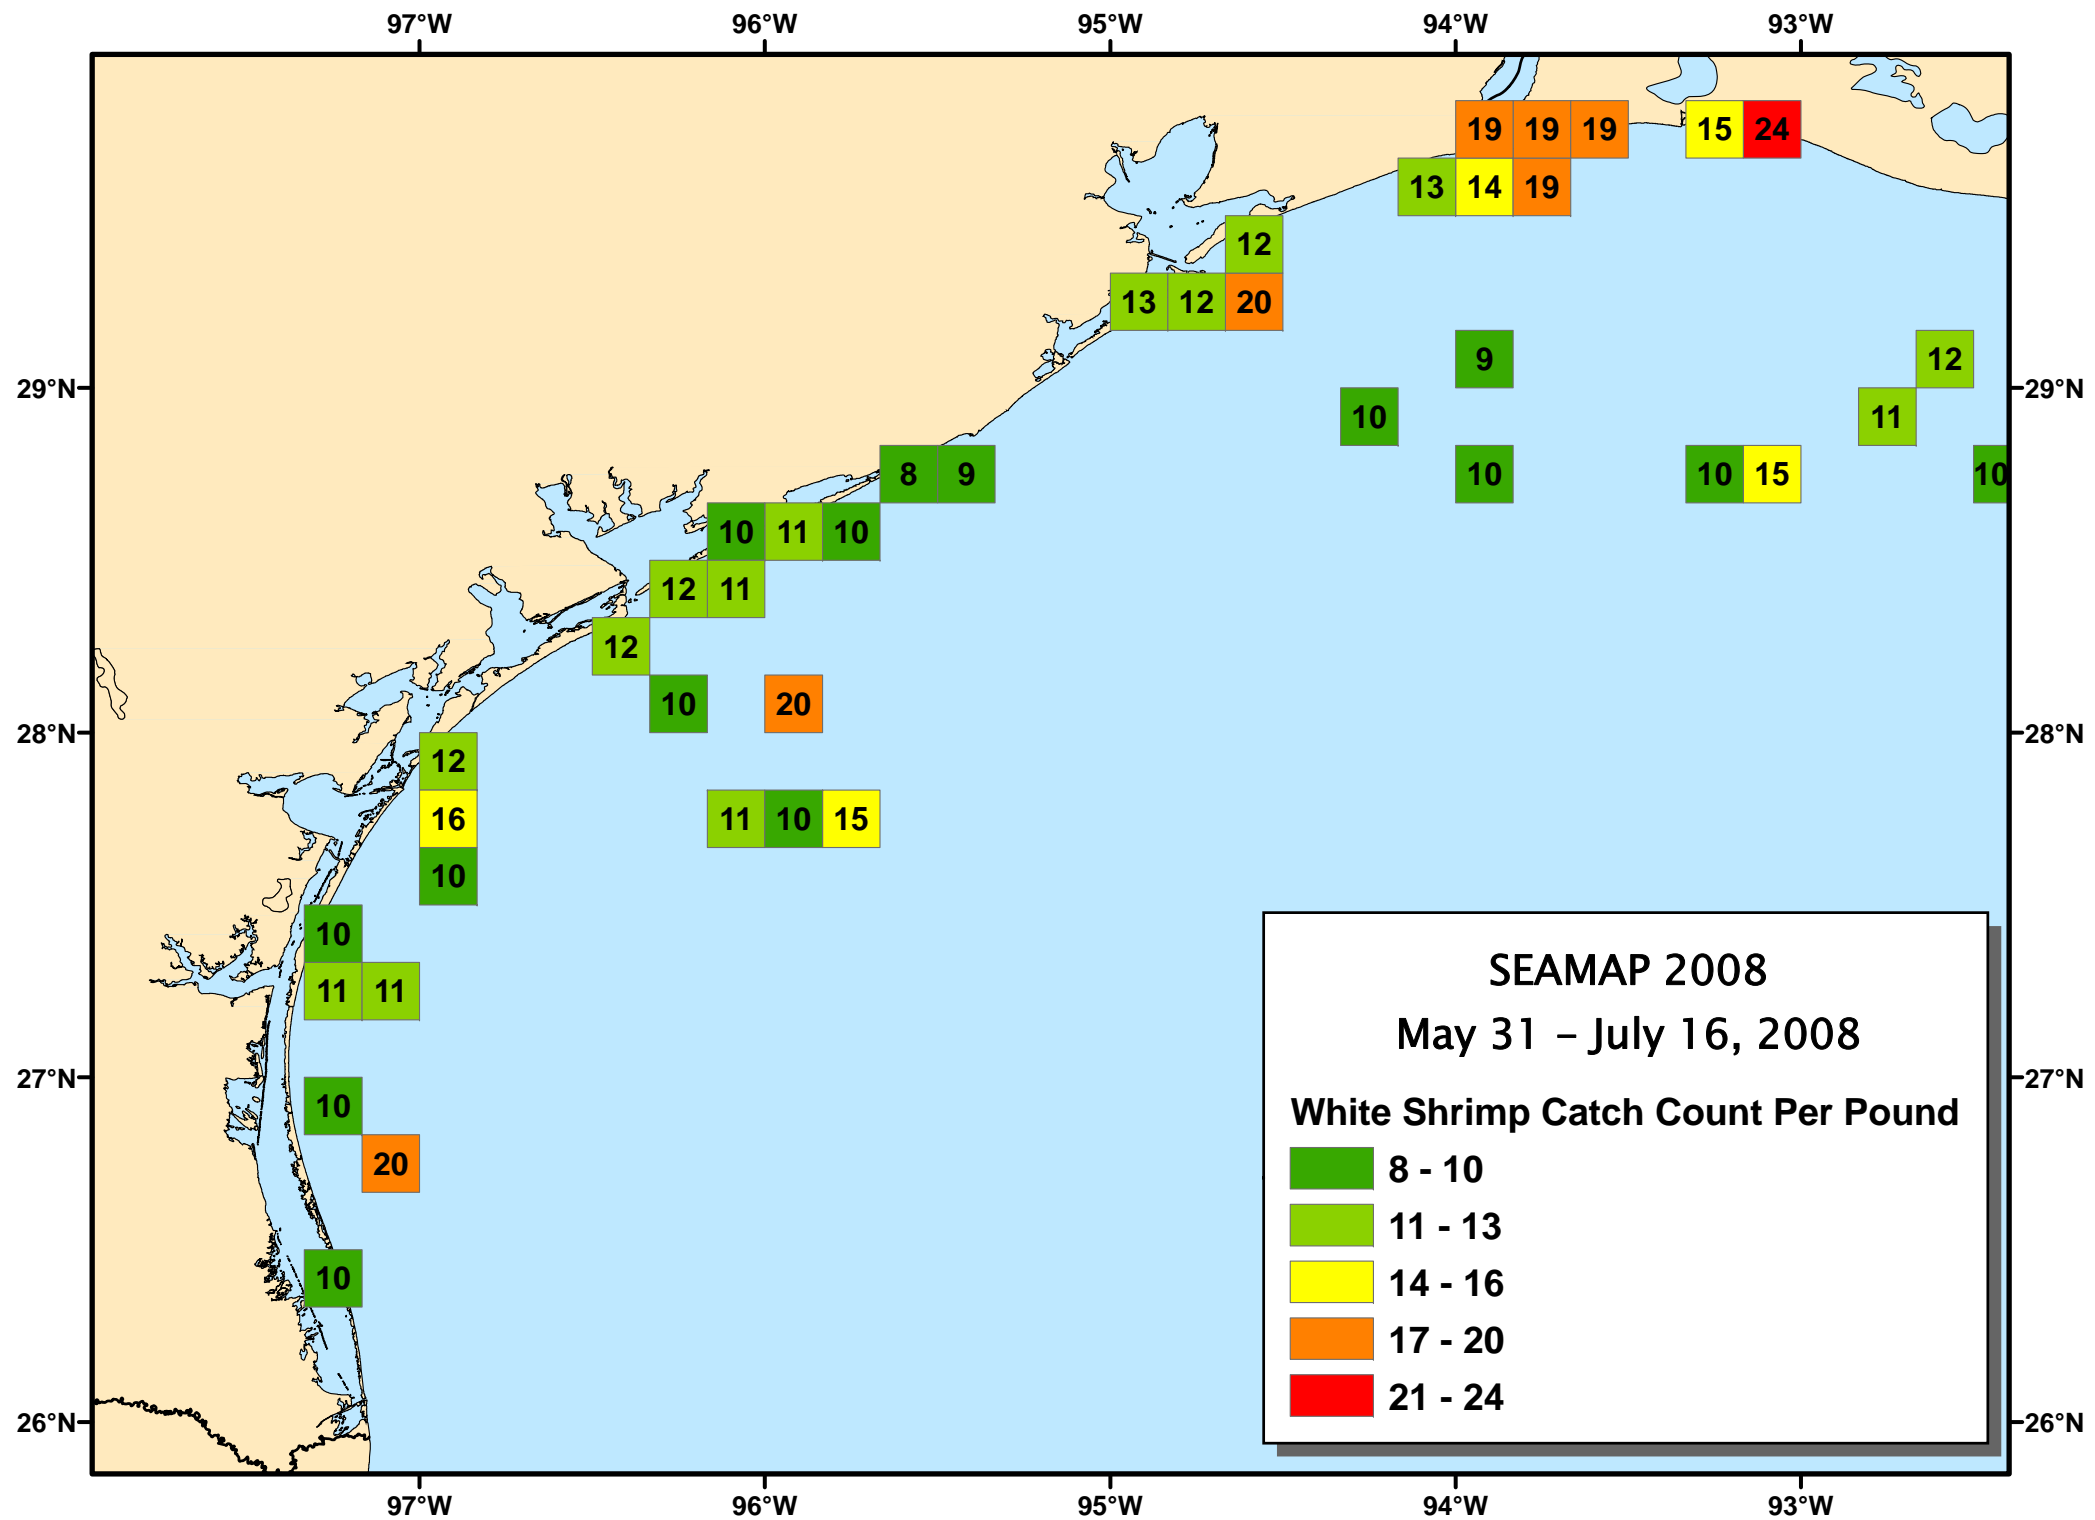 97°W 96°W 95°W 94°W 93°W
19 19 19 15 24
13 14 19
12
13 12 20
9 12
29°N 29°N
10 11
8 9 10 10 15 10
10 11 10
12 11
12
10 20
28°N 28°N
12
16 11 10 15
10
10
11 11
27°N 27°N
10
20
10
26°N 26°N
SEAMAP 2008
May 31 – July 16, 2008
White Shrimp Catch Count Per Pound
8 - 10
11 - 13
14 - 16
17 - 20
21 - 24
97°W 96°W 95°W 94°W 93°W